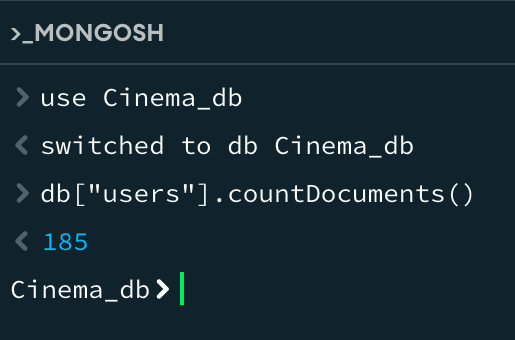 >_MONGOSH
> use Cinema_db
< switched to db Cinema_db
> db["users"].countDocuments()
< 185
Cinema_db>